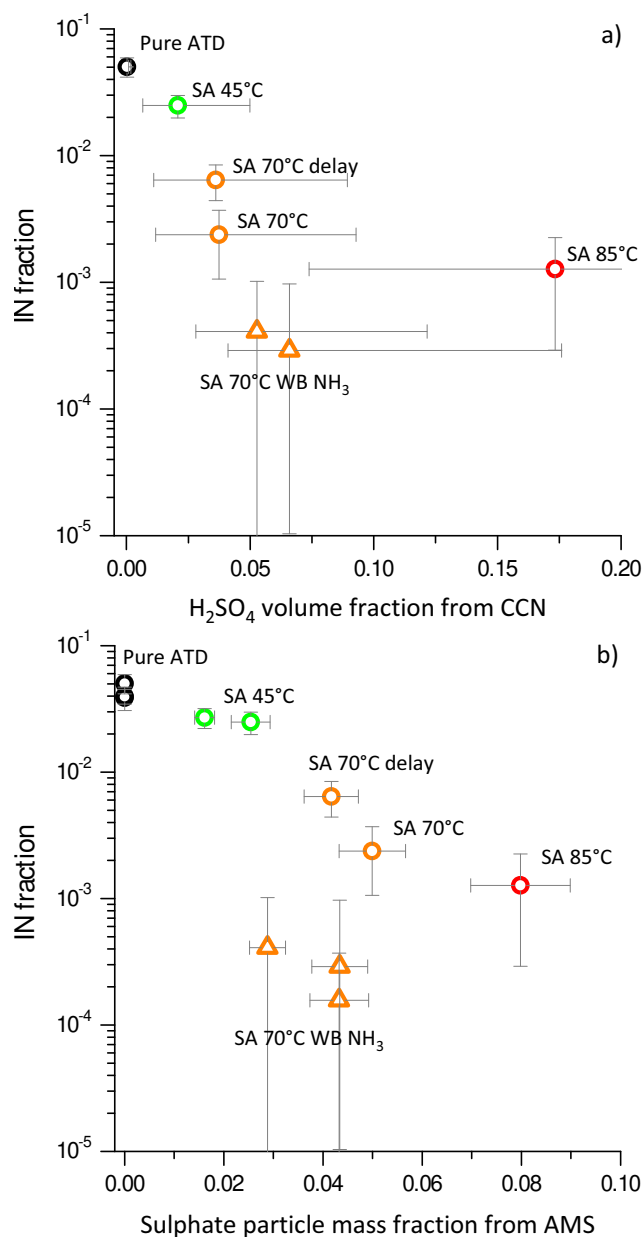 a)
Pure ATD
SA 45°C
SA 70°C delay
SA 70°C
SA 85°C
SA 70°C WB NH₃
IN fraction
10⁻¹
10⁻²
10⁻³
10⁻⁴
10⁻⁵
0.00 0.05 0.10 0.15 0.20
H₂SO₄ volume fraction from CCN
b)
Pure ATD
SA 45°C
SA 70°C delay
SA 70°C
SA 85°C
SA 70°C WB NH₃
IN fraction
10⁻¹
10⁻²
10⁻³
10⁻⁴
10⁻⁵
0.00 0.02 0.04 0.06 0.08 0.10
Sulphate particle mass fraction from AMS